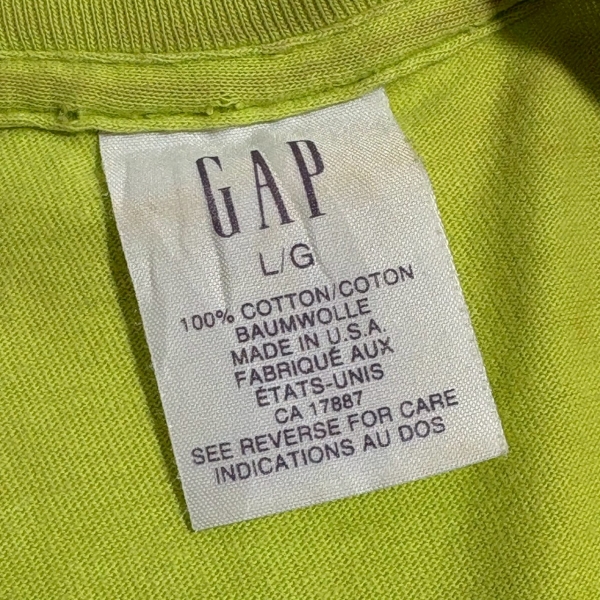 GAP
L/G
100% COTTON/COTON
BAUMWOLLE
MADE IN U.S.A.
FABRIQUÉ AUX
ÉTATS-UNIS
CA 17887
SEE REVERSE FOR CARE
INDICATIONS AU DOS